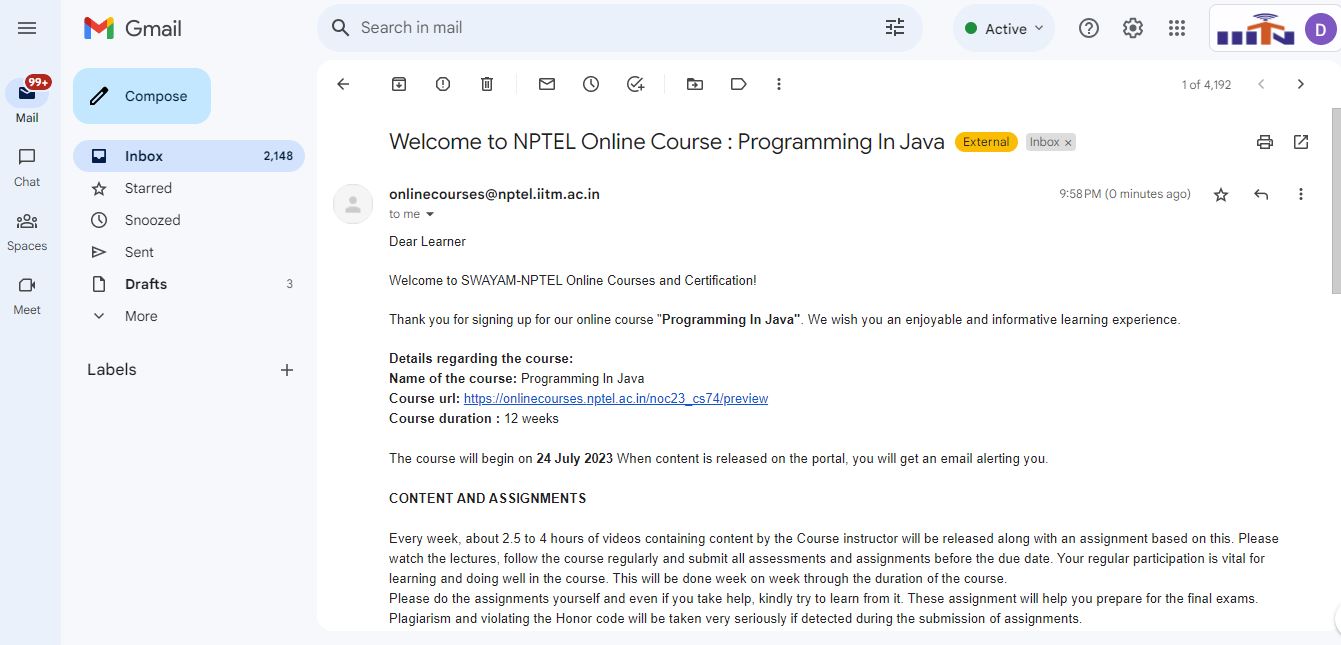 Gmail
Search in mail
Active
IIITN
D
99+
Mail
Compose
1 of 4,192
Welcome to NPTEL Online Course : Programming In Java External Inbox ×
Inbox 2,148
Chat
Starred
onlinecourses@nptel.iitm.ac.in 9:58 PM (0 minutes ago)
to me
Snoozed
Spaces
Dear Learner
Sent
Welcome to SWAYAM-NPTEL Online Courses and Certification!
Drafts 3
Meet
More
Thank you for signing up for our online course "Programming In Java". We wish you an enjoyable and informative learning experience.
Labels
Details regarding the course:
Name of the course: Programming In Java
Course url: https://onlinecourses.nptel.ac.in/noc23_cs74/preview
Course duration : 12 weeks
The course will begin on 24 July 2023 When content is released on the portal, you will get an email alerting you.
CONTENT AND ASSIGNMENTS
Every week, about 2.5 to 4 hours of videos containing content by the Course instructor will be released along with an assignment based on this. Please
watch the lectures, follow the course regularly and submit all assessments and assignments before the due date. Your regular participation is vital for
learning and doing well in the course. This will be done week on week through the duration of the course.
Please do the assignments yourself and even if you take help, kindly try to learn from it. These assignment will help you prepare for the final exams.
Plagiarism and violating the Honor code will be taken very seriously if detected during the submission of assignments.